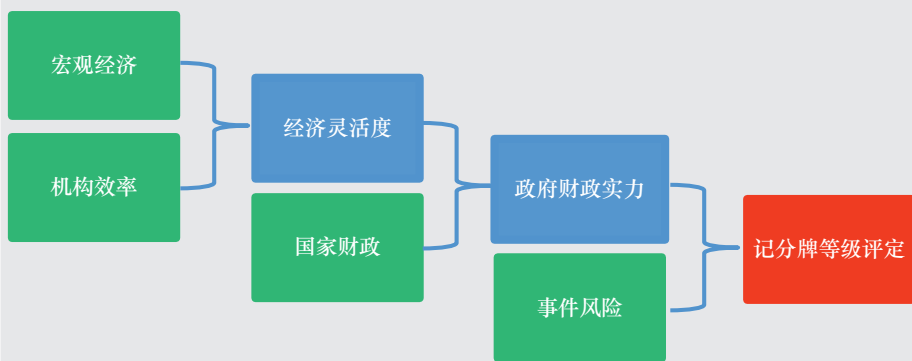 宏观经济
机构效率
经济灵活度
国家财政
政府财政实力
事件风险
记分牌等级评定